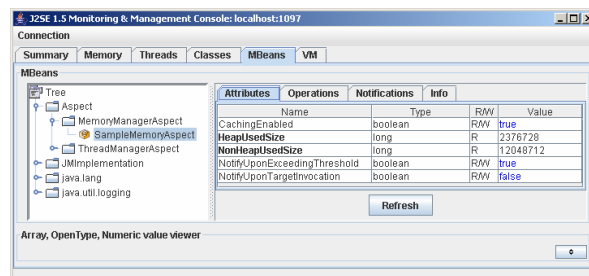 J2SE 1.5 Monitoring & Management Console: localhost:1097
Connection
Summary Memory Threads Classes MBeans VM
MBeans
Tree
Aspect
MemoryManagerAspect
SampleMemoryAspect
ThreadManagerAspect
JMImplementation
java.lang
java.util.logging
Attributes Operations Notifications Info
Name Type R/W Value
CachingEnabled boolean R/W true
HeapUsedSize long R 2376728
NonHeapUsedSize long R 12048712
NotifyUponExceedingThreshold boolean R/W true
NotifyUponTargetInvocation boolean R/W false
Refresh
Array, OpenType, Numeric value viewer